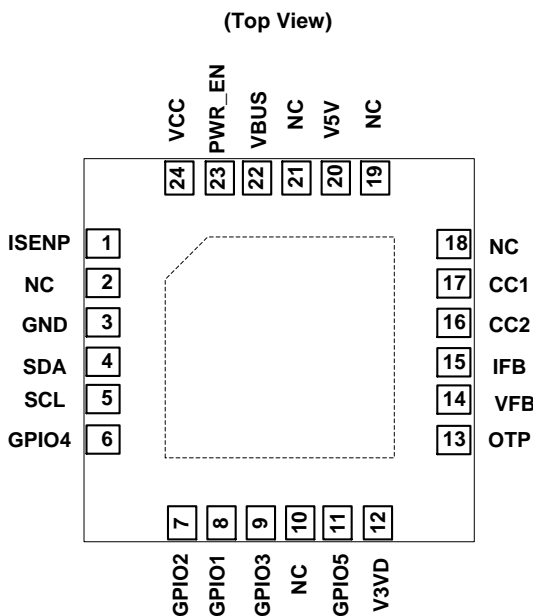 (Top View)
VCC
PWR_EN
VBUS
NC
V5V
NC
24
23
22
21
20
19
ISENP 1
NC 2
GND 3
SDA 4
SCL 5
GPIO4 6
18 NC
17 CC1
16 CC2
15 IFB
14 VFB
13 OTP
7
8
9
10
11
12
GPIO2
GPIO1
GPIO3
NC
GPIO5
V3VD